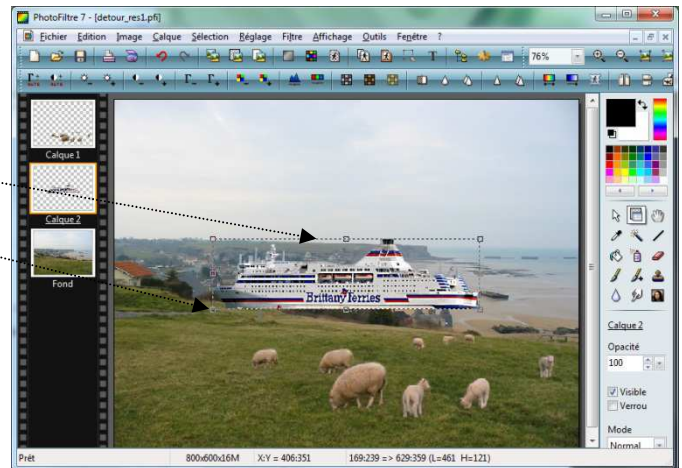 PhotoFiltre 7 - [detour_res1.pfi]
Fichier Edition Image Calque Sélection Réglage Filtre Affichage Outils Fenêtre ?
T
76%
Calque 1
Calque 2
Fond
Brittany Ferries
Calque 2
Opacité
100
Visible
Verrou
Mode
Normal
Prêt 800x600x16M X:Y = 406:351 169:239 => 629:359 (L=461 H=121)